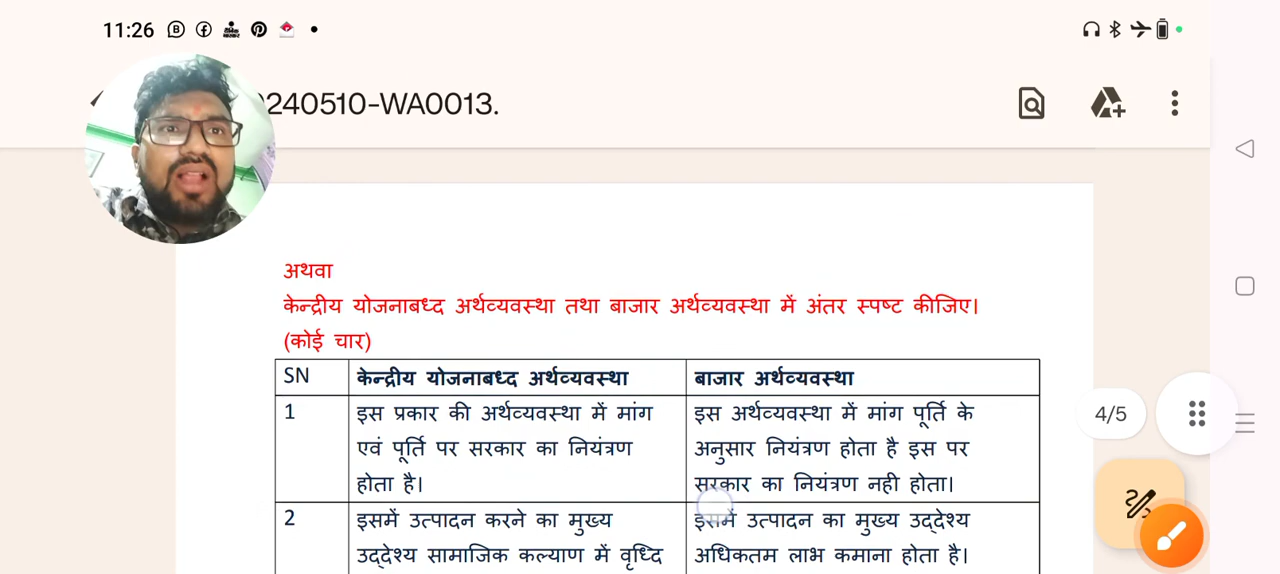 11:26
0240510-WA0013.
अथवा
केन्द्रीय योजनाबध्द अर्थव्यवस्था तथा बाजार अर्थव्यवस्था में अंतर स्पष्ट कीजिए।
(कोई चार)
SN केन्द्रीय योजनाबध्द अर्थव्यवस्था बाजार अर्थव्यवस्था
1 इस प्रकार की अर्थव्यवस्था में मांग इस अर्थव्यवस्था में मांग पूर्ति के
एवं पूर्ति पर सरकार का नियंत्रण अनुसार नियंत्रण होता है इस पर
होता है। सरकार का नियंत्रण नही होता।
2 इसमें उत्पादन करने का मुख्य इसमें उत्पादन का मुख्य उद्देश्य
उद्देश्य सामाजिक कल्याण में वृध्दि अधिकतम लाभ कमाना होता है।
4/5